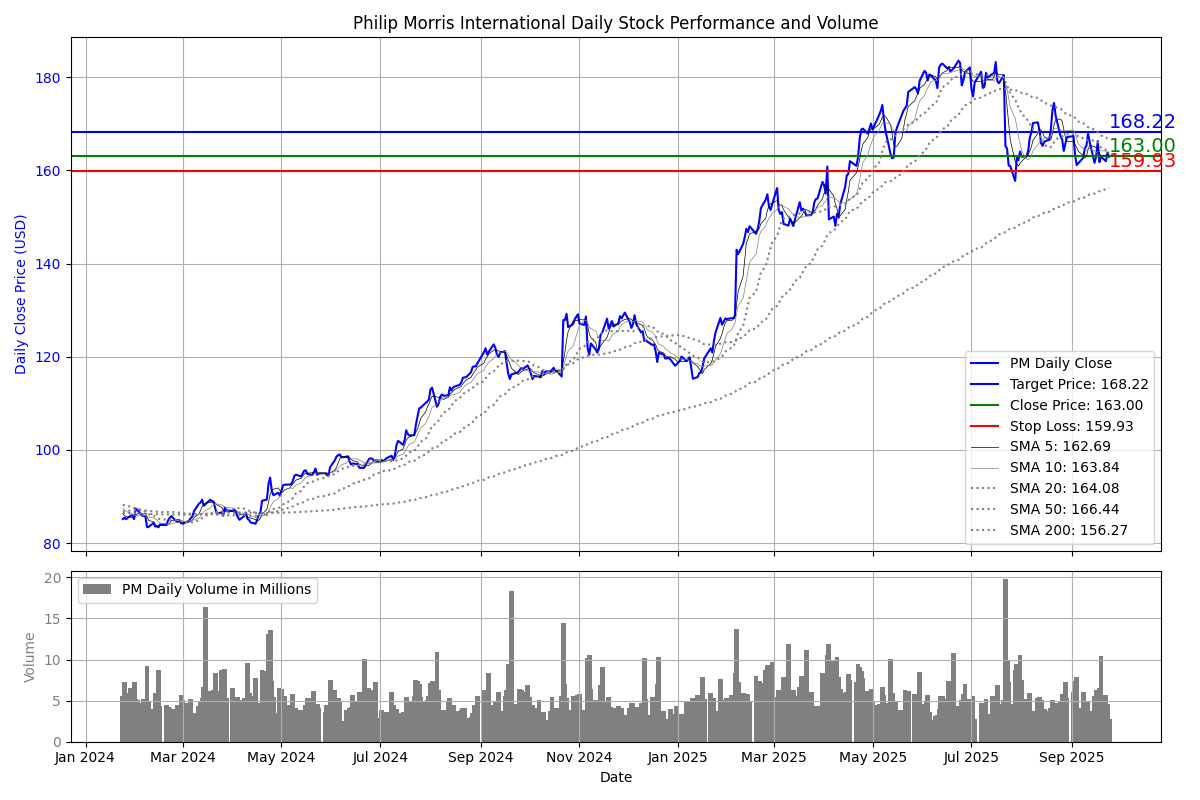 Philip Morris International Daily Stock Performance and Volume
Daily Close Price (USD)
180
160
140
120
100
80
168.22
163.00
159.93
PM Daily Close
Target Price: 168.22
Close Price: 163.00
Stop Loss: 159.93
SMA 5: 162.69
SMA 10: 163.84
SMA 20: 164.08
SMA 50: 166.44
SMA 200: 156.27
Volume
20
15
10
5
0
PM Daily Volume in Millions
Jan 2024 Mar 2024 May 2024 Jul 2024 Sep 2024 Nov 2024 Jan 2025 Mar 2025 May 2025 Jul 2025 Sep 2025
Date